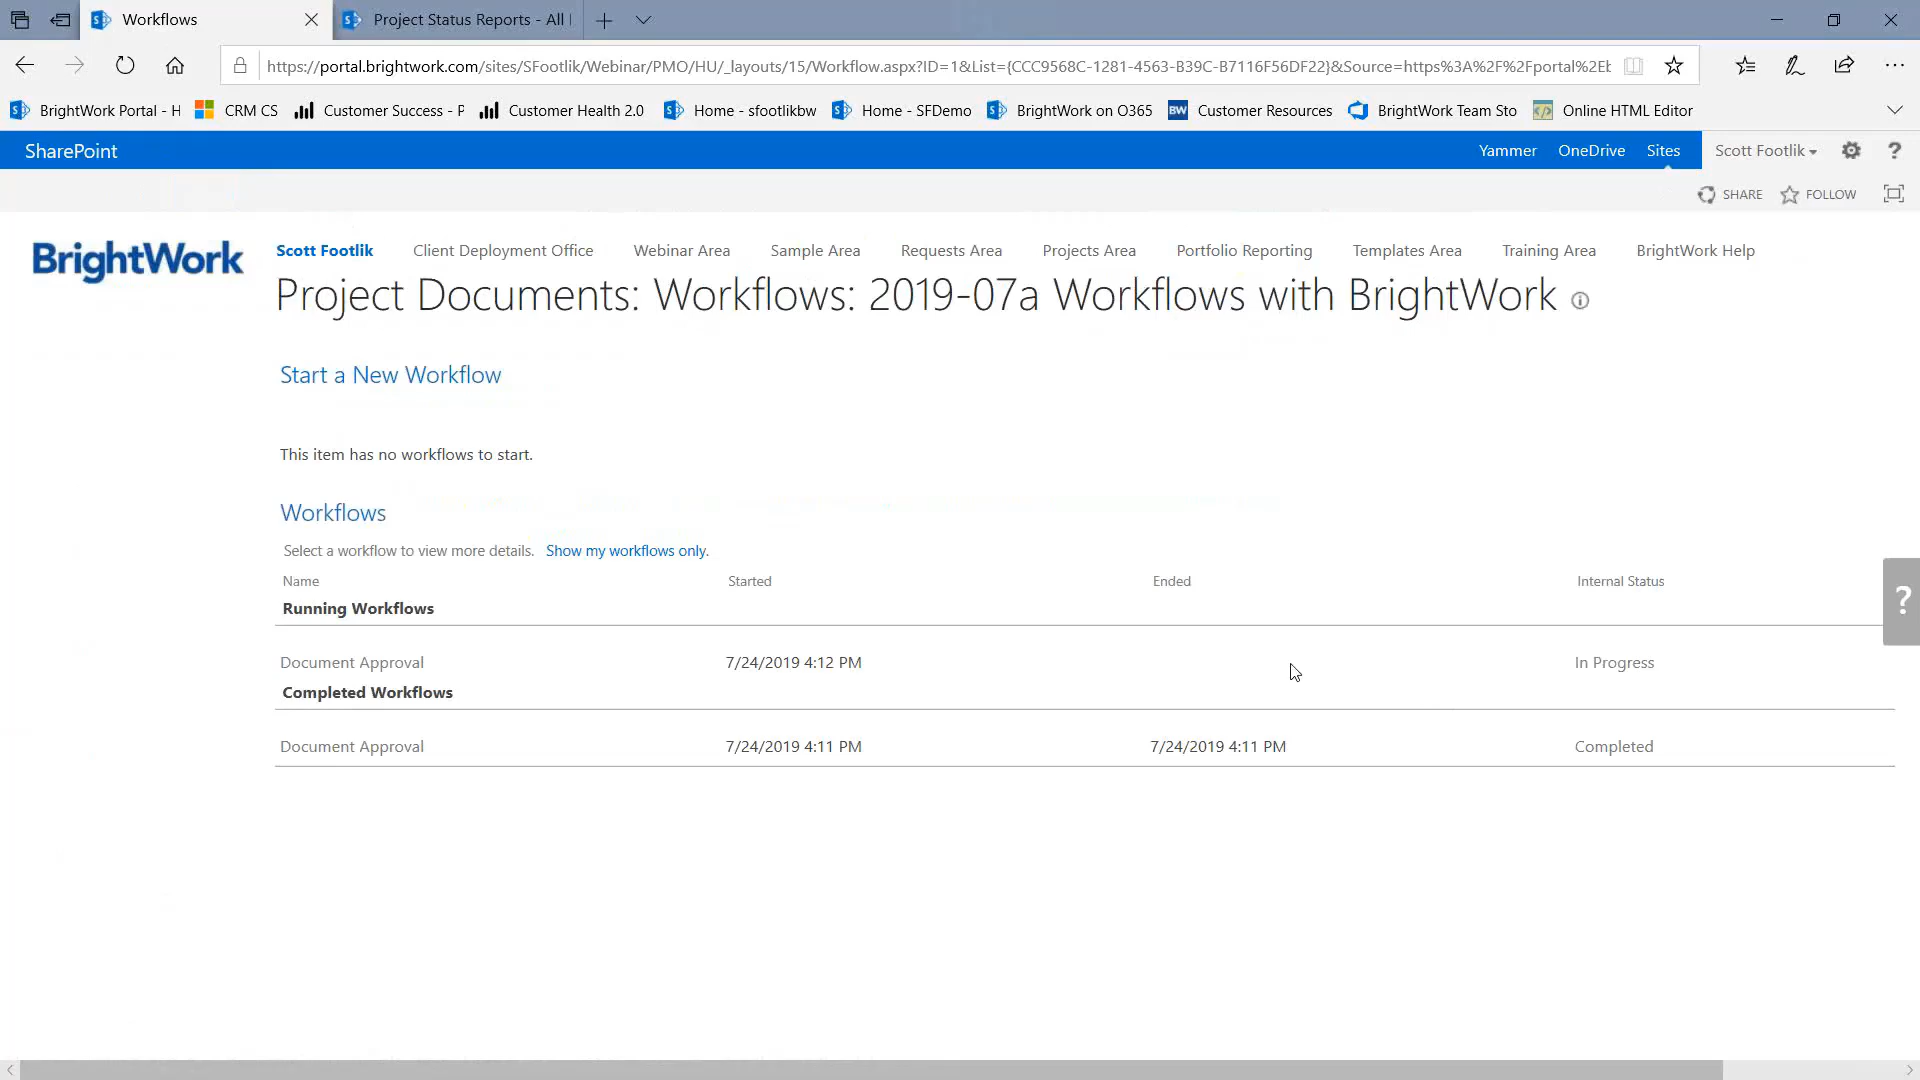 Workflows
Project Status Reports - All
https://portal.brightwork.com/sites/SFootlik/Webinar/PMO/HU/_layouts/15/Workflow.aspx?ID=1&List={CCC9568C-1281-4563-B39C-B7116F56DF22}&Source=https%3A%2F%2Fportal%2Eb
BrightWork Portal - H CRM CS Customer Success - P Customer Health 2.0 Home - sfootlikbw Home - SFDemo BrightWork on O365 BW Customer Resources BrightWork Team Sto Online HTML Editor
SharePoint Yammer OneDrive Sites Scott Footlik ?
SHARE FOLLOW
BrightWork
Scott Footlik Client Deployment Office Webinar Area Sample Area Requests Area Projects Area Portfolio Reporting Templates Area Training Area BrightWork Help
Project Documents: Workflows: 2019-07a Workflows with BrightWork
Start a New Workflow
This item has no workflows to start.
Workflows
Select a workflow to view more details. Show my workflows only.
Name Started Ended Internal Status
Running Workflows
?
Document Approval 7/24/2019 4:12 PM In Progress
Completed Workflows
Document Approval 7/24/2019 4:11 PM 7/24/2019 4:11 PM Completed